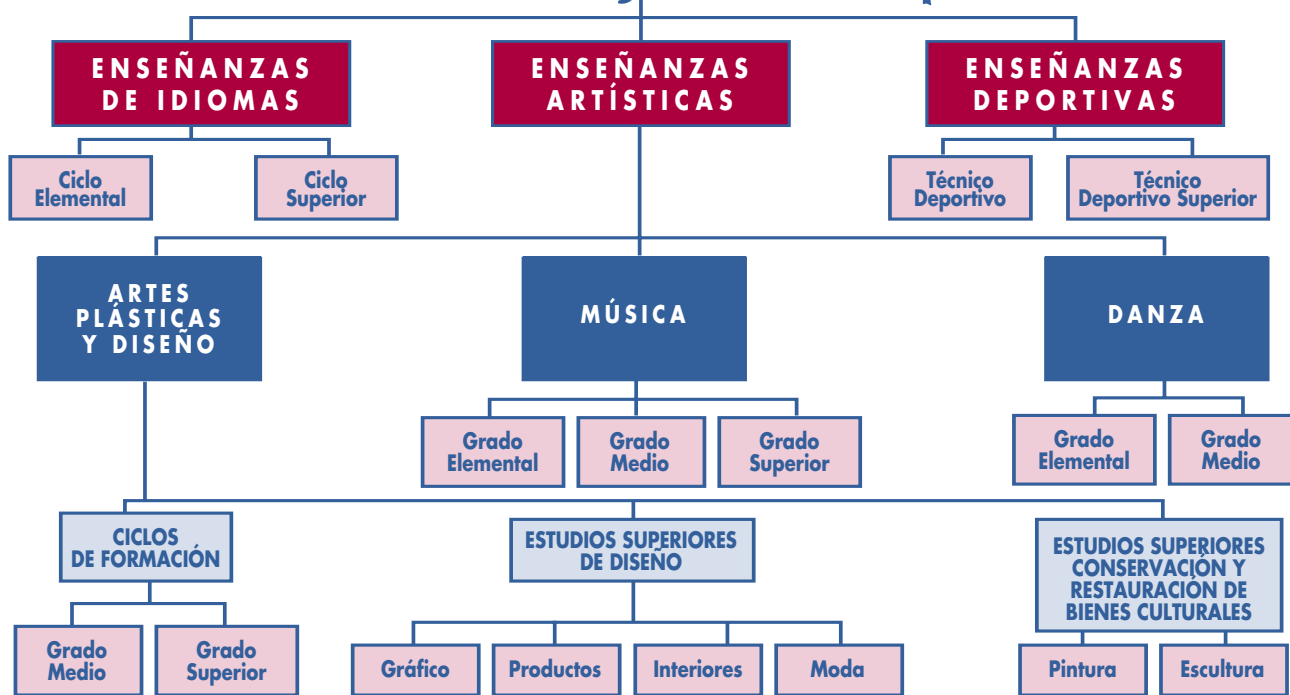 ENSEÑANZAS
DE IDIOMAS
ENSEÑANZAS
ARTÍSTICAS
ENSEÑANZAS
DEPORTIVAS
Ciclo
Elemental
Ciclo
Superior
Técnico
Deportivo
Técnico
Deportivo Superior
ARTES
PLÁSTICAS
Y DISEÑO
MÚSICA
DANZA
Grado
Elemental
Grado
Medio
Grado
Superior
Grado
Elemental
Grado
Medio
CICLOS
DE FORMACIÓN
ESTUDIOS SUPERIORES
DE DISEÑO
ESTUDIOS SUPERIORES
CONSERVACIÓN Y
RESTAURACIÓN DE
BIENES CULTURALES
Grado
Medio
Grado
Superior
Gráfico
Productos
Interiores
Moda
Pintura
Escultura